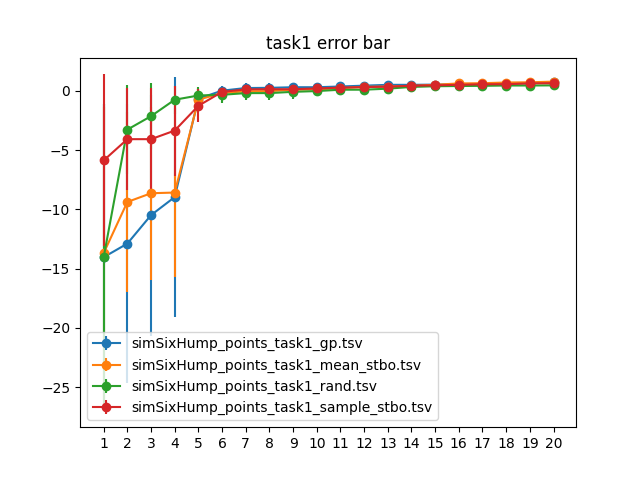 task1 error bar
0
−5
−10
−15
−20
−25
simSixHump_points_task1_gp.tsv
simSixHump_points_task1_mean_stbo.tsv
simSixHump_points_task1_rand.tsv
simSixHump_points_task1_sample_stbo.tsv
1 2 3 4 5 6 7 8 9 10 11 12 13 14 15 16 17 18 19 20